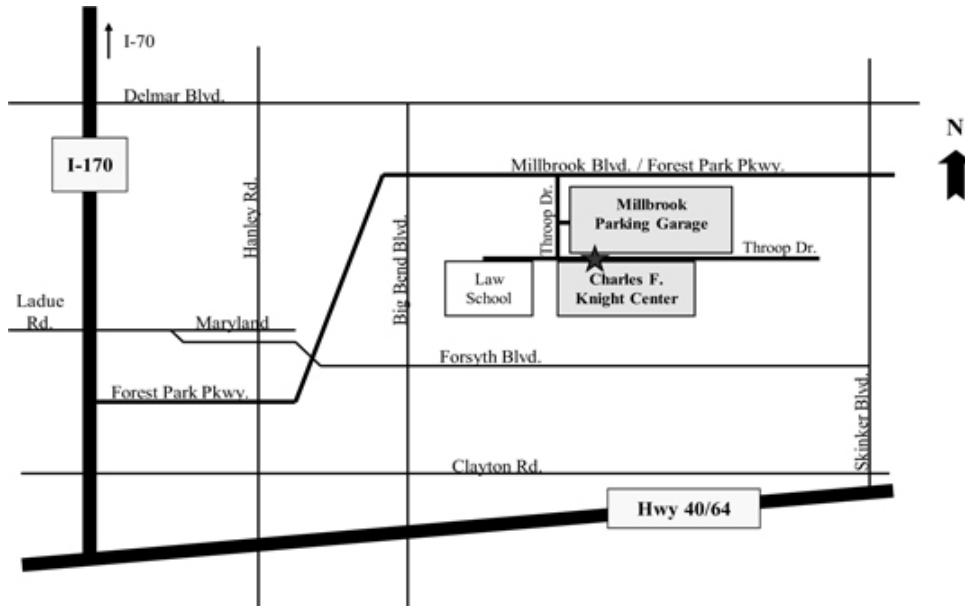 I-70
Delmar Blvd.
N
I-170
Millbrook Blvd. / Forest Park Pkwy.
Hanley Rd.
Big Bend Blvd.
Throop Dr.
Millbrook
Parking Garage
Throop Dr.
Law
School
Charles F.
Knight Center
Ladue
Rd.
Maryland
Forsyth Blvd.
Forest Park Pkwy.
Skinker Blvd.
Clayton Rd.
Hwy 40/64